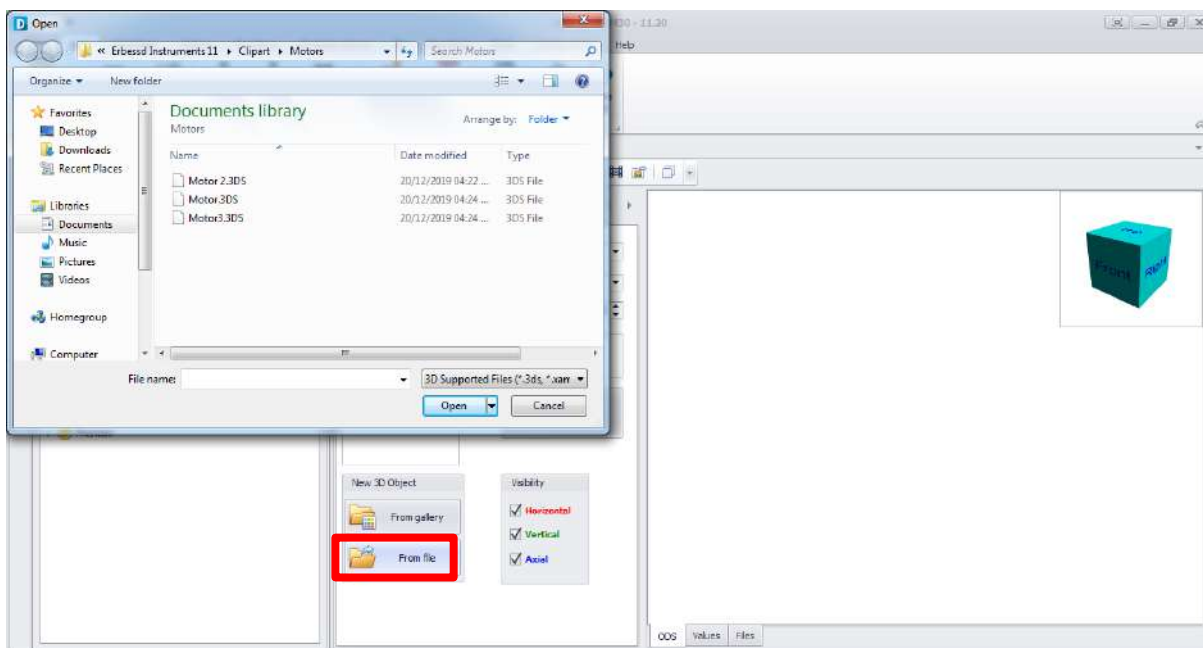 Open
- 11.20
« Erbessd Instruments 11 ▸ Clipart ▸ Motors
Search Motors
Help
Organize
New folder
Favorites
Desktop
Downloads
Recent Places
Libraries
Documents
Music
Pictures
Videos
Homegroup
Computer
Documents library
Motors
Arrange by: Folder
Name Date modified Type
Motor 2.3DS 20/12/2019 04:22 ... 3DS File
Motor.3DS 20/12/2019 04:24 ... 3DS File
Motor3.3DS 20/12/2019 04:24 ... 3DS File
File name:
3D Supported Files (*.3ds, *.xam
Open
Cancel
Front
Right
New 3D Object
From gallery
From file
Visibility
Horizontal
Vertical
Axial
ODS Values Files